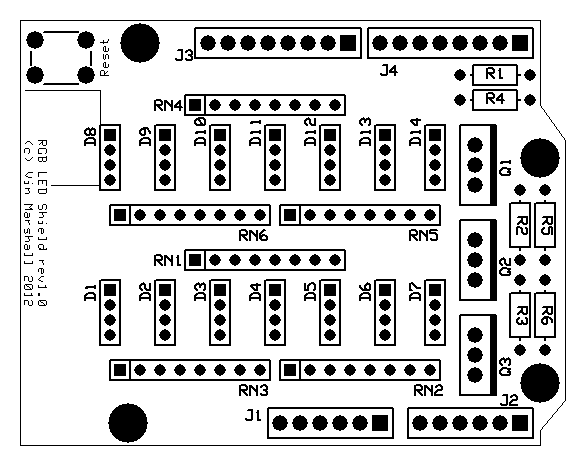 J3
J4
Reset
R1
R4
RN4
D8
D9
D10
D11
D12
D13
D14
Q1
RGB LED Shield rev1.0
(c) Vin Marshall 2012
R2
R5
RN6
RN5
RN1
Q2
D1
D2
D3
D4
D5
D6
D7
R3
R6
Q3
RN3
RN2
J2
J1